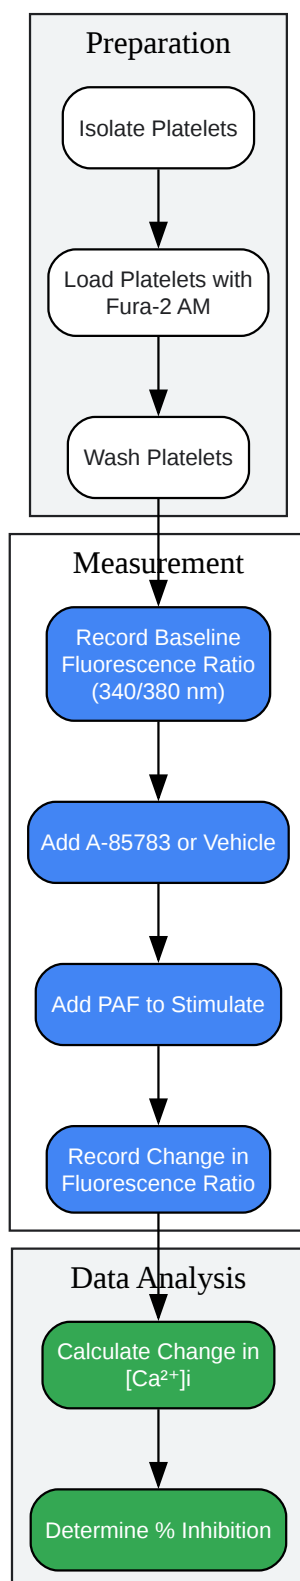 Preparation
Isolate Platelets
Load Platelets with
Fura-2 AM
Wash Platelets
Measurement
Record Baseline
Fluorescence Ratio
(340/380 nm)
Add A-85783 or Vehicle
Add PAF to Stimulate
Record Change in
Fluorescence Ratio
Data Analysis
Calculate Change in
[Ca²⁺]i
Determine % Inhibition